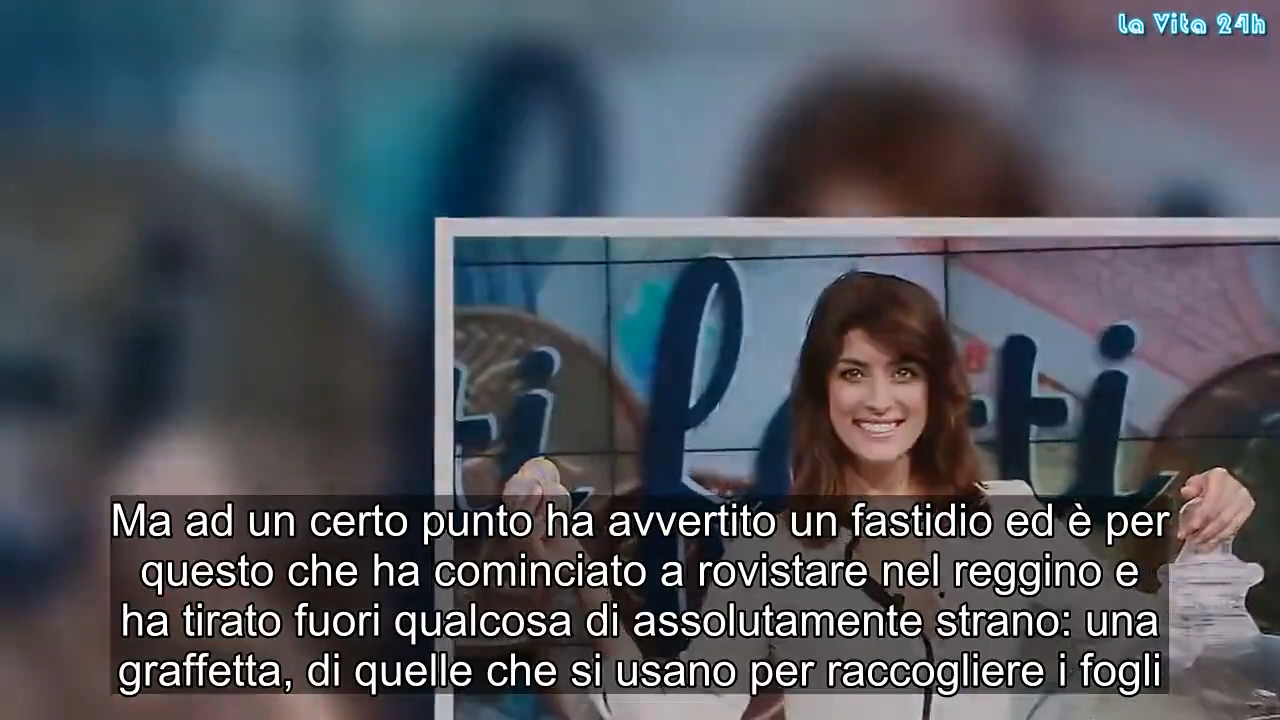 La Vita 24h
Ma ad un certo punto ha avvertito un fastidio ed è per
questo che ha cominciato a rovistare nel reggino e
ha tirato fuori qualcosa di assolutamente strano: una
graffetta, di quelle che si usano per raccogliere i fogli